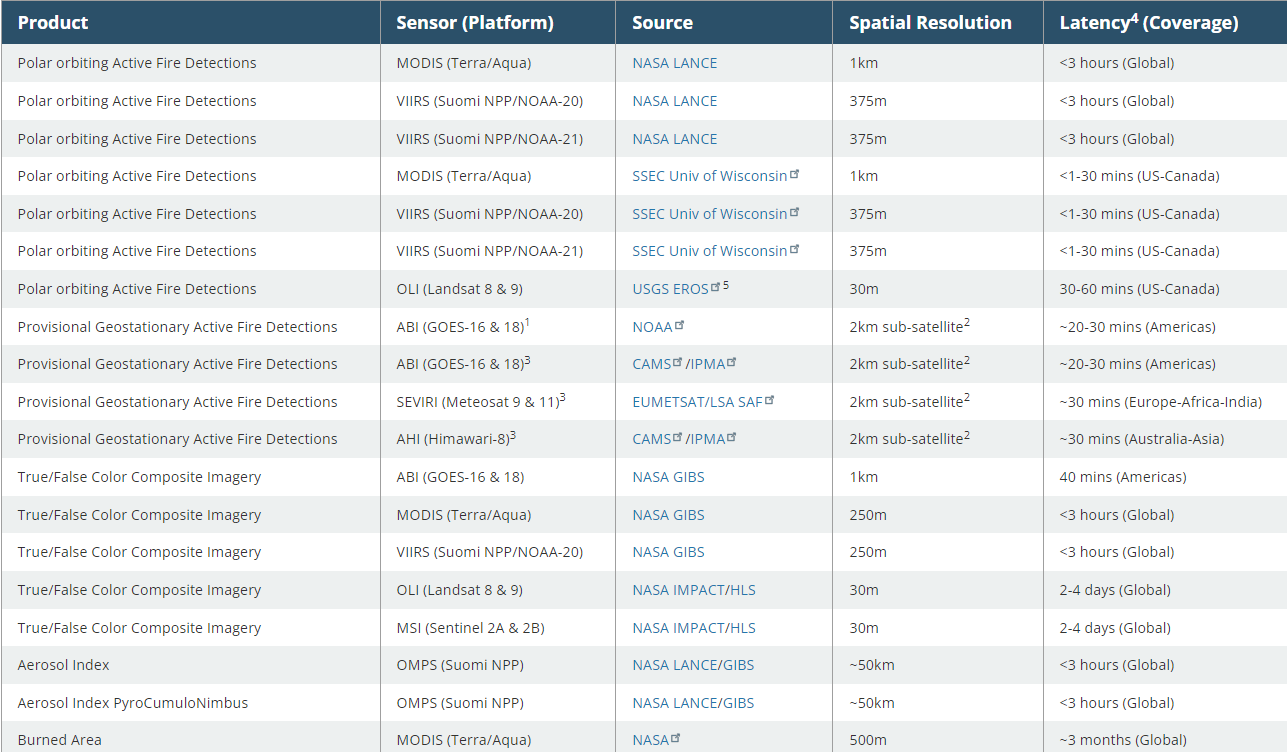 Product Sensor (Platform) Source Spatial Resolution Latency4 (Coverage)
Polar orbiting Active Fire Detections MODIS (Terra/Aqua) NASA LANCE 1km <3 hours (Global)
Polar orbiting Active Fire Detections VIIRS (Suomi NPP/NOAA-20) NASA LANCE 375m <3 hours (Global)
Polar orbiting Active Fire Detections VIIRS (Suomi NPP/NOAA-21) NASA LANCE 375m <3 hours (Global)
Polar orbiting Active Fire Detections MODIS (Terra/Aqua) SSEC Univ of Wisconsin 1km <1-30 mins (US-Canada)
Polar orbiting Active Fire Detections VIIRS (Suomi NPP/NOAA-20) SSEC Univ of Wisconsin 375m <1-30 mins (US-Canada)
Polar orbiting Active Fire Detections VIIRS (Suomi NPP/NOAA-21) SSEC Univ of Wisconsin 375m <1-30 mins (US-Canada)
Polar orbiting Active Fire Detections OLI (Landsat 8 & 9) USGS EROS 5 30m 30-60 mins (US-Canada)
Provisional Geostationary Active Fire Detections ABI (GOES-16 & 18)1 NOAA 2km sub-satellite2 ~20-30 mins (Americas)
Provisional Geostationary Active Fire Detections ABI (GOES-16 & 18)3 CAMS /IPMA 2km sub-satellite2 ~20-30 mins (Americas)
Provisional Geostationary Active Fire Detections SEVIRI (Meteosat 9 & 11)3 EUMETSAT/LSA SAF 2km sub-satellite2 ~30 mins (Europe-Africa-India)
Provisional Geostationary Active Fire Detections AHI (Himawari-8)3 CAMS /IPMA 2km sub-satellite2 ~30 mins (Australia-Asia)
True/False Color Composite Imagery ABI (GOES-16 & 18) NASA GIBS 1km 40 mins (Americas)
True/False Color Composite Imagery MODIS (Terra/Aqua) NASA GIBS 250m <3 hours (Global)
True/False Color Composite Imagery VIIRS (Suomi NPP/NOAA-20) NASA GIBS 250m <3 hours (Global)
True/False Color Composite Imagery OLI (Landsat 8 & 9) NASA IMPACT/HLS 30m 2-4 days (Global)
True/False Color Composite Imagery MSI (Sentinel 2A & 2B) NASA IMPACT/HLS 30m 2-4 days (Global)
Aerosol Index OMPS (Suomi NPP) NASA LANCE/GIBS ~50km <3 hours (Global)
Aerosol Index PyroCumuloNimbus OMPS (Suomi NPP) NASA LANCE/GIBS ~50km <3 hours (Global)
Burned Area MODIS (Terra/Aqua) NASA 500m ~3 months (Global)